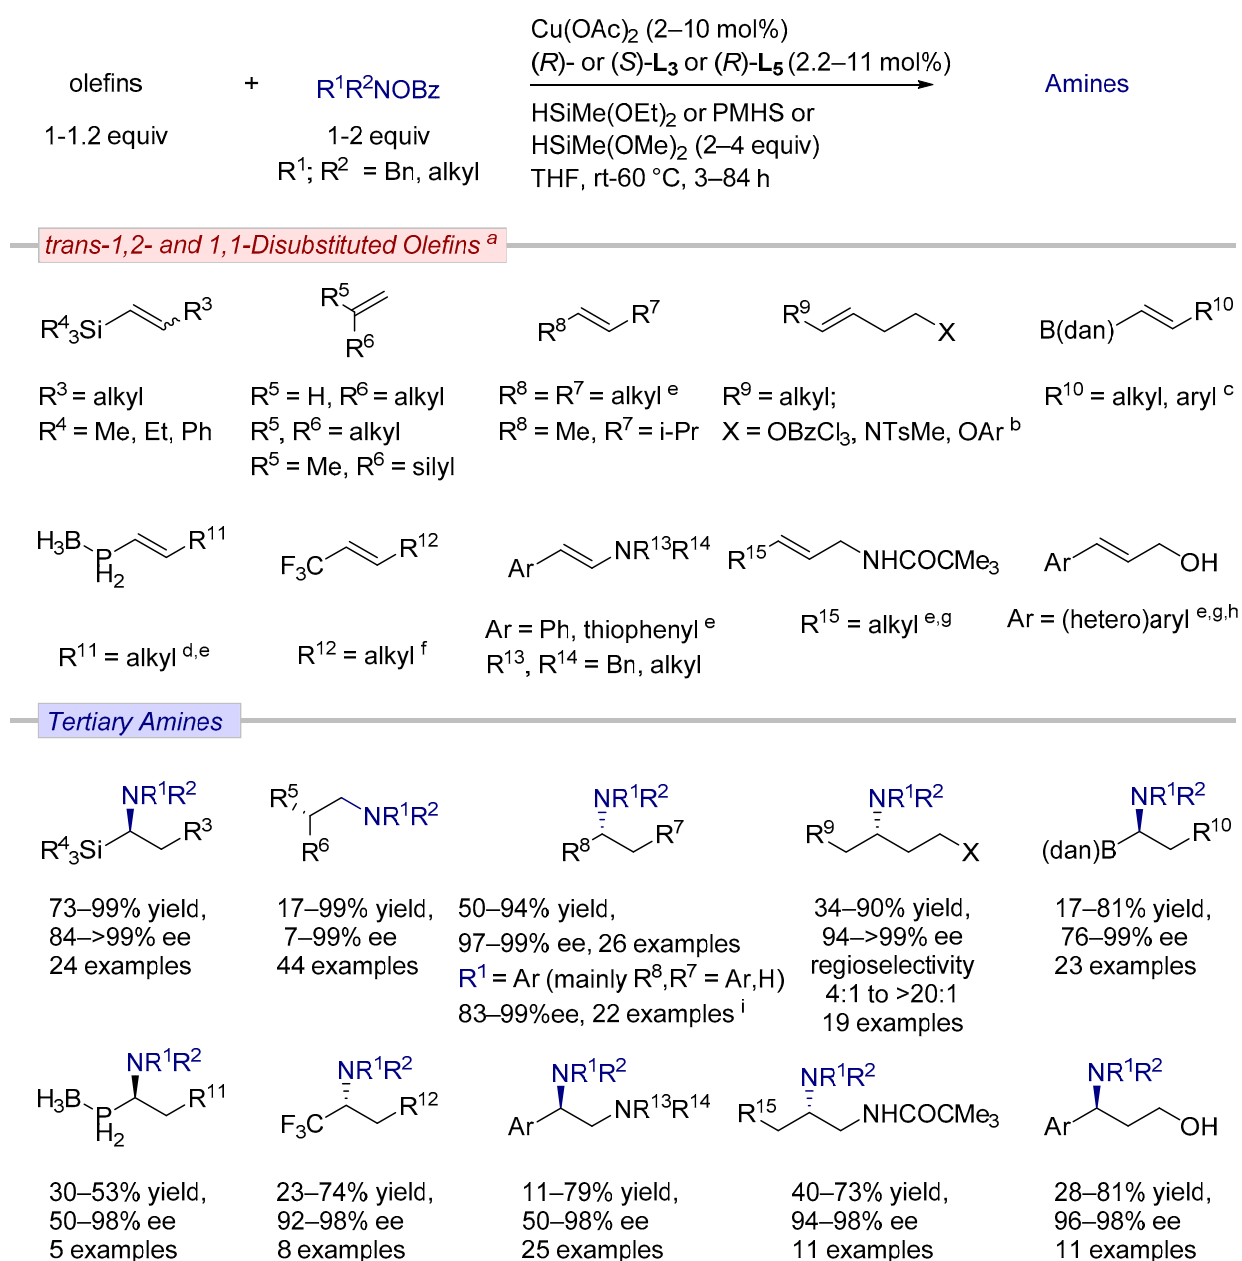 Cu(OAc)₂ (2–10 mol%)
(R)- or (S)-L₃ or (R)-L₅ (2.2–11 mol%)
olefins + R¹R²NOBz Amines
1-1.2 equiv 1-2 equiv
R¹; R² = Bn, alkyl
HSiMe(OEt)₂ or PMHS or
HSiMe(OMe)₂ (2–4 equiv)
THF, rt-60 °C, 3–84 h
trans-1,2- and 1,1-Disubstituted Olefins ᵃ
R⁴₃Si R³
R³ = alkyl
R⁴ = Me, Et, Ph
R⁵
R⁶
R⁵ = H, R⁶ = alkyl
R⁵, R⁶ = alkyl
R⁵ = Me, R⁶ = silyl
R⁸ R⁷
R⁸ = R⁷ = alkyl ᵉ
R⁸ = Me, R⁷ = i-Pr
R⁹ X
R⁹ = alkyl;
X = OBzCl₃, NTsMe, OAr ᵇ
B(dan) R¹⁰
R¹⁰ = alkyl, aryl ᶜ
H₃B P H₂ R¹¹
R¹¹ = alkyl ᵈ,ᵉ
F₃C R¹²
R¹² = alkyl ᶠ
Ar NR¹³R¹⁴
Ar = Ph, thiophenyl ᵉ
R¹³, R¹⁴ = Bn, alkyl
R¹⁵ NHCOCMe₃
R¹⁵ = alkyl ᵉ,ᵍ
Ar OH
Ar = (hetero)aryl ᵉ,ᵍ,ʰ
Tertiary Amines
NR¹R²
R⁴₃Si R³
73–99% yield,
84–>99% ee
24 examples
R⁵
NR¹R²
R⁶
17–99% yield,
7–99% ee
44 examples
NR¹R²
R⁸ R⁷
50–94% yield,
97–99% ee, 26 examples
R¹ = Ar (mainly R⁸,R⁷ = Ar,H)
83–99%ee, 22 examples ⁱ
NR¹R²
R⁹ X
34–90% yield,
94–>99% ee
regioselectivity
4:1 to >20:1
19 examples
NR¹R²
(dan)B R¹⁰
17–81% yield,
76–99% ee
23 examples
NR¹R²
H₃B P H₂ R¹¹
30–53% yield,
50–98% ee
5 examples
NR¹R²
F₃C R¹²
23–74% yield,
92–98% ee
8 examples
NR¹R²
Ar NR¹³R¹⁴
11–79% yield,
50–98% ee
25 examples
NR¹R²
R¹⁵ NHCOCMe₃
40–73% yield,
94–98% ee
11 examples
NR¹R²
Ar OH
28–81% yield,
96–98% ee
11 examples